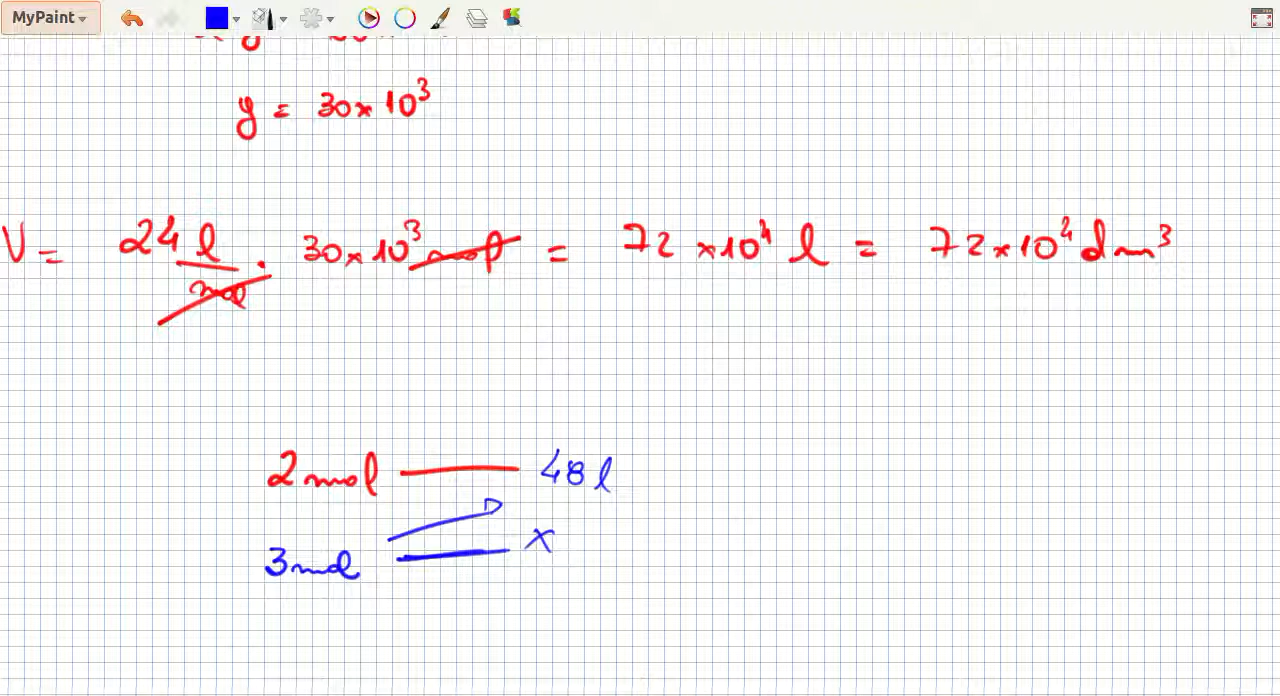 MyPaint
y = 30×10³
V = 24 l/mol . 30×10³ mol = 72×10⁴ l = 72×10⁴ dm³
2 mol 48 l
3 mol x